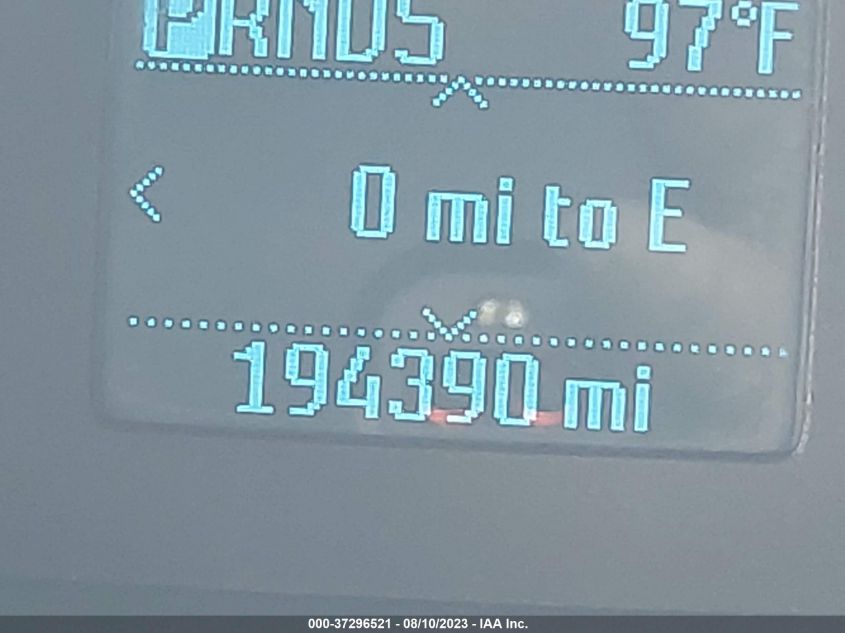 PRNDS 97°F
0 mi to E
194390 mi
000-37296521 - 08/10/2023 - IAA Inc.